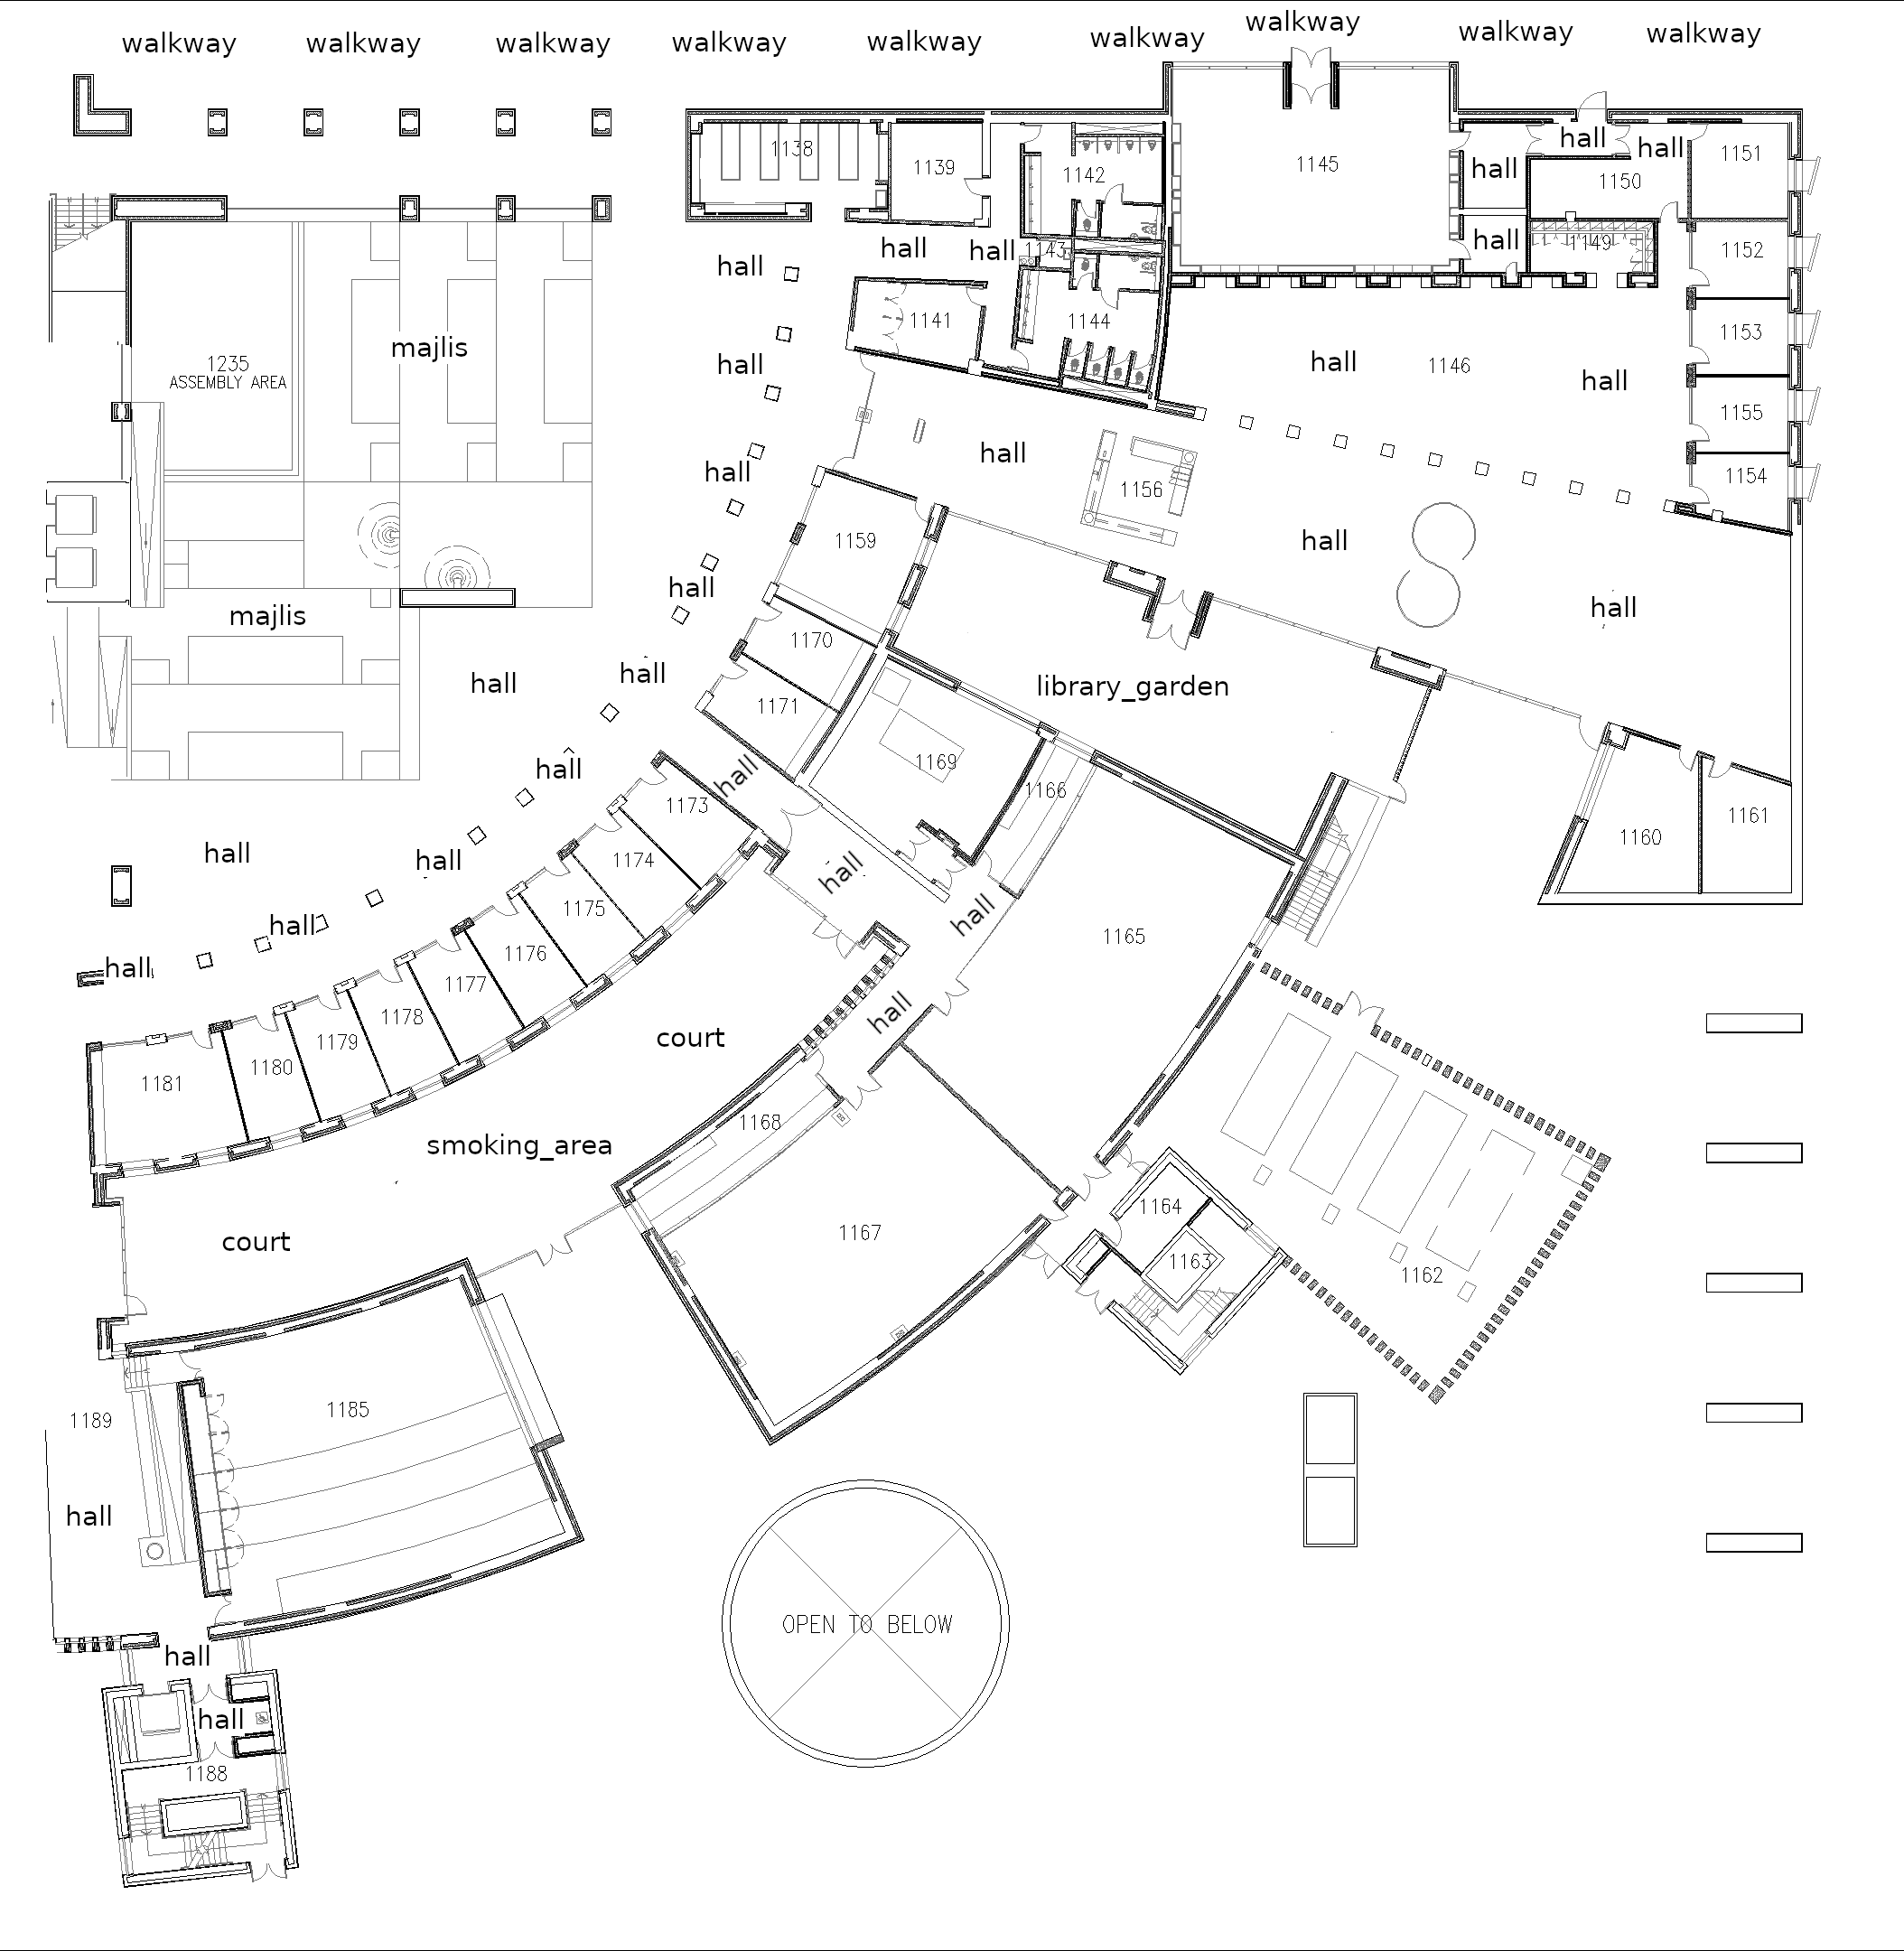 walkway
walkway
walkway
walkway
walkway
walkway
walkway
walkway
walkway
1138
1139
1142
1145
hall
hall
hall
1151
1150
hall
hall
1143
hall
1149
1152
hall
1141
1144
majlis
hall
hall
1146
hall
1153
1235
ASSEMBLY AREA
1155
hall
hall
1156
1154
1159
hall
hall
majlis
hall
1170
hall
hall
library_garden
1171
hall
1169
hall
1166
1173
1160
1161
hall
hall
1174
hall
1175
hall
1165
hall
1176
hall
1177
1178
hall
court
1179
1180
1181
1168
smoking_area
1164
1167
court
1163
1162
1185
1189
hall
OPEN TO BELOW
hall
hall
1188